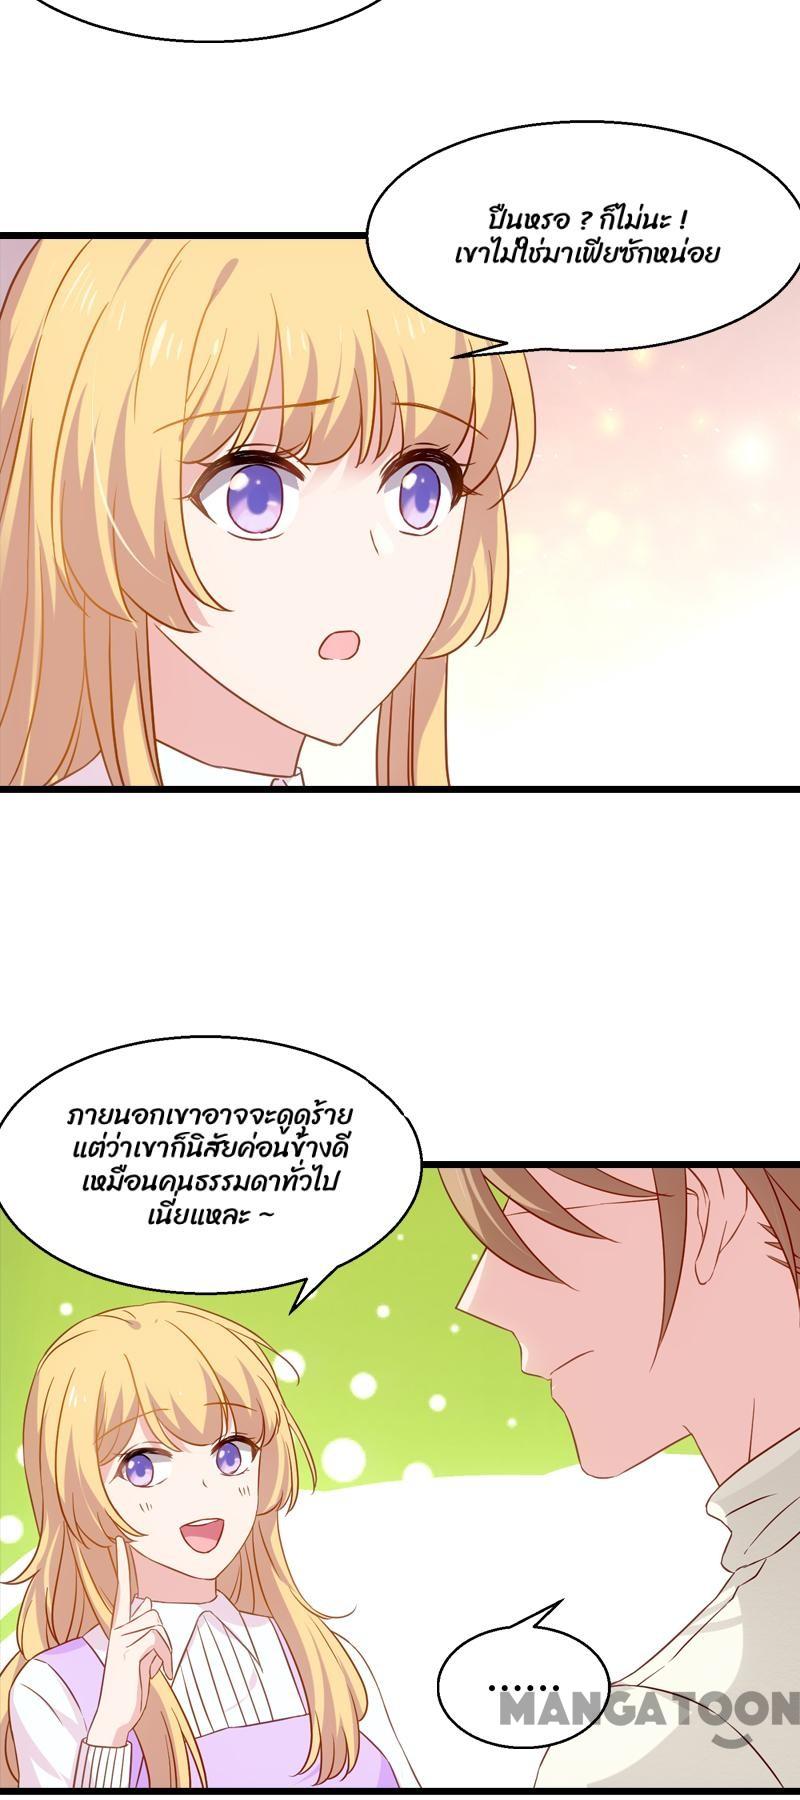 ปืนหรอ ? ก็ไม่นะ !
เขาไม่ใช่มาเฟียซักหน่อย
ภายนอกเขาอาจจะดูดุร้าย
แต่ว่าเขาก็นิสัยค่อนข้างดี
เหมือนคนธรรมดาทั่วไป
เนี่ยแหละ ~
......
MANGATOON